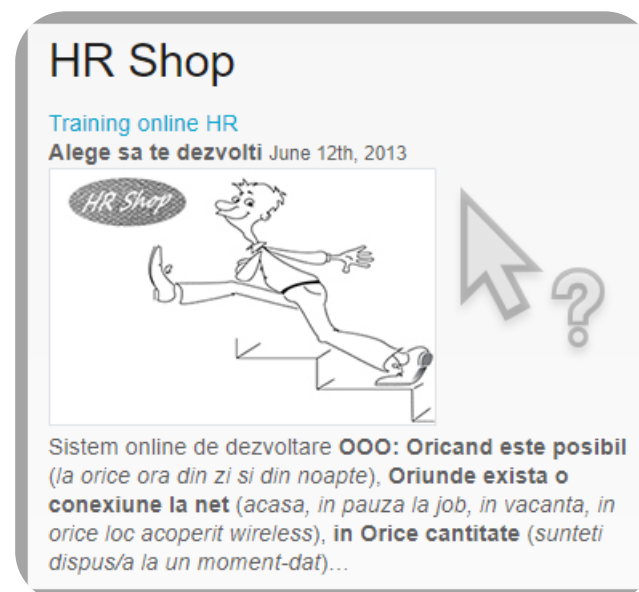 HR Shop
Training online HR
Alege sa te dezvolti June 12th, 2013
HR Shop
Sistem online de dezvoltare OOO: Oricand este posibil
(la orice ora din zi si din noapte), Oriunde exista o
conexiune la net (acasa, in pauza la job, in vacanta, in
orice loc acoperit wireless), in Orice cantitate (sunteti
dispus/a la un moment-dat)...
?